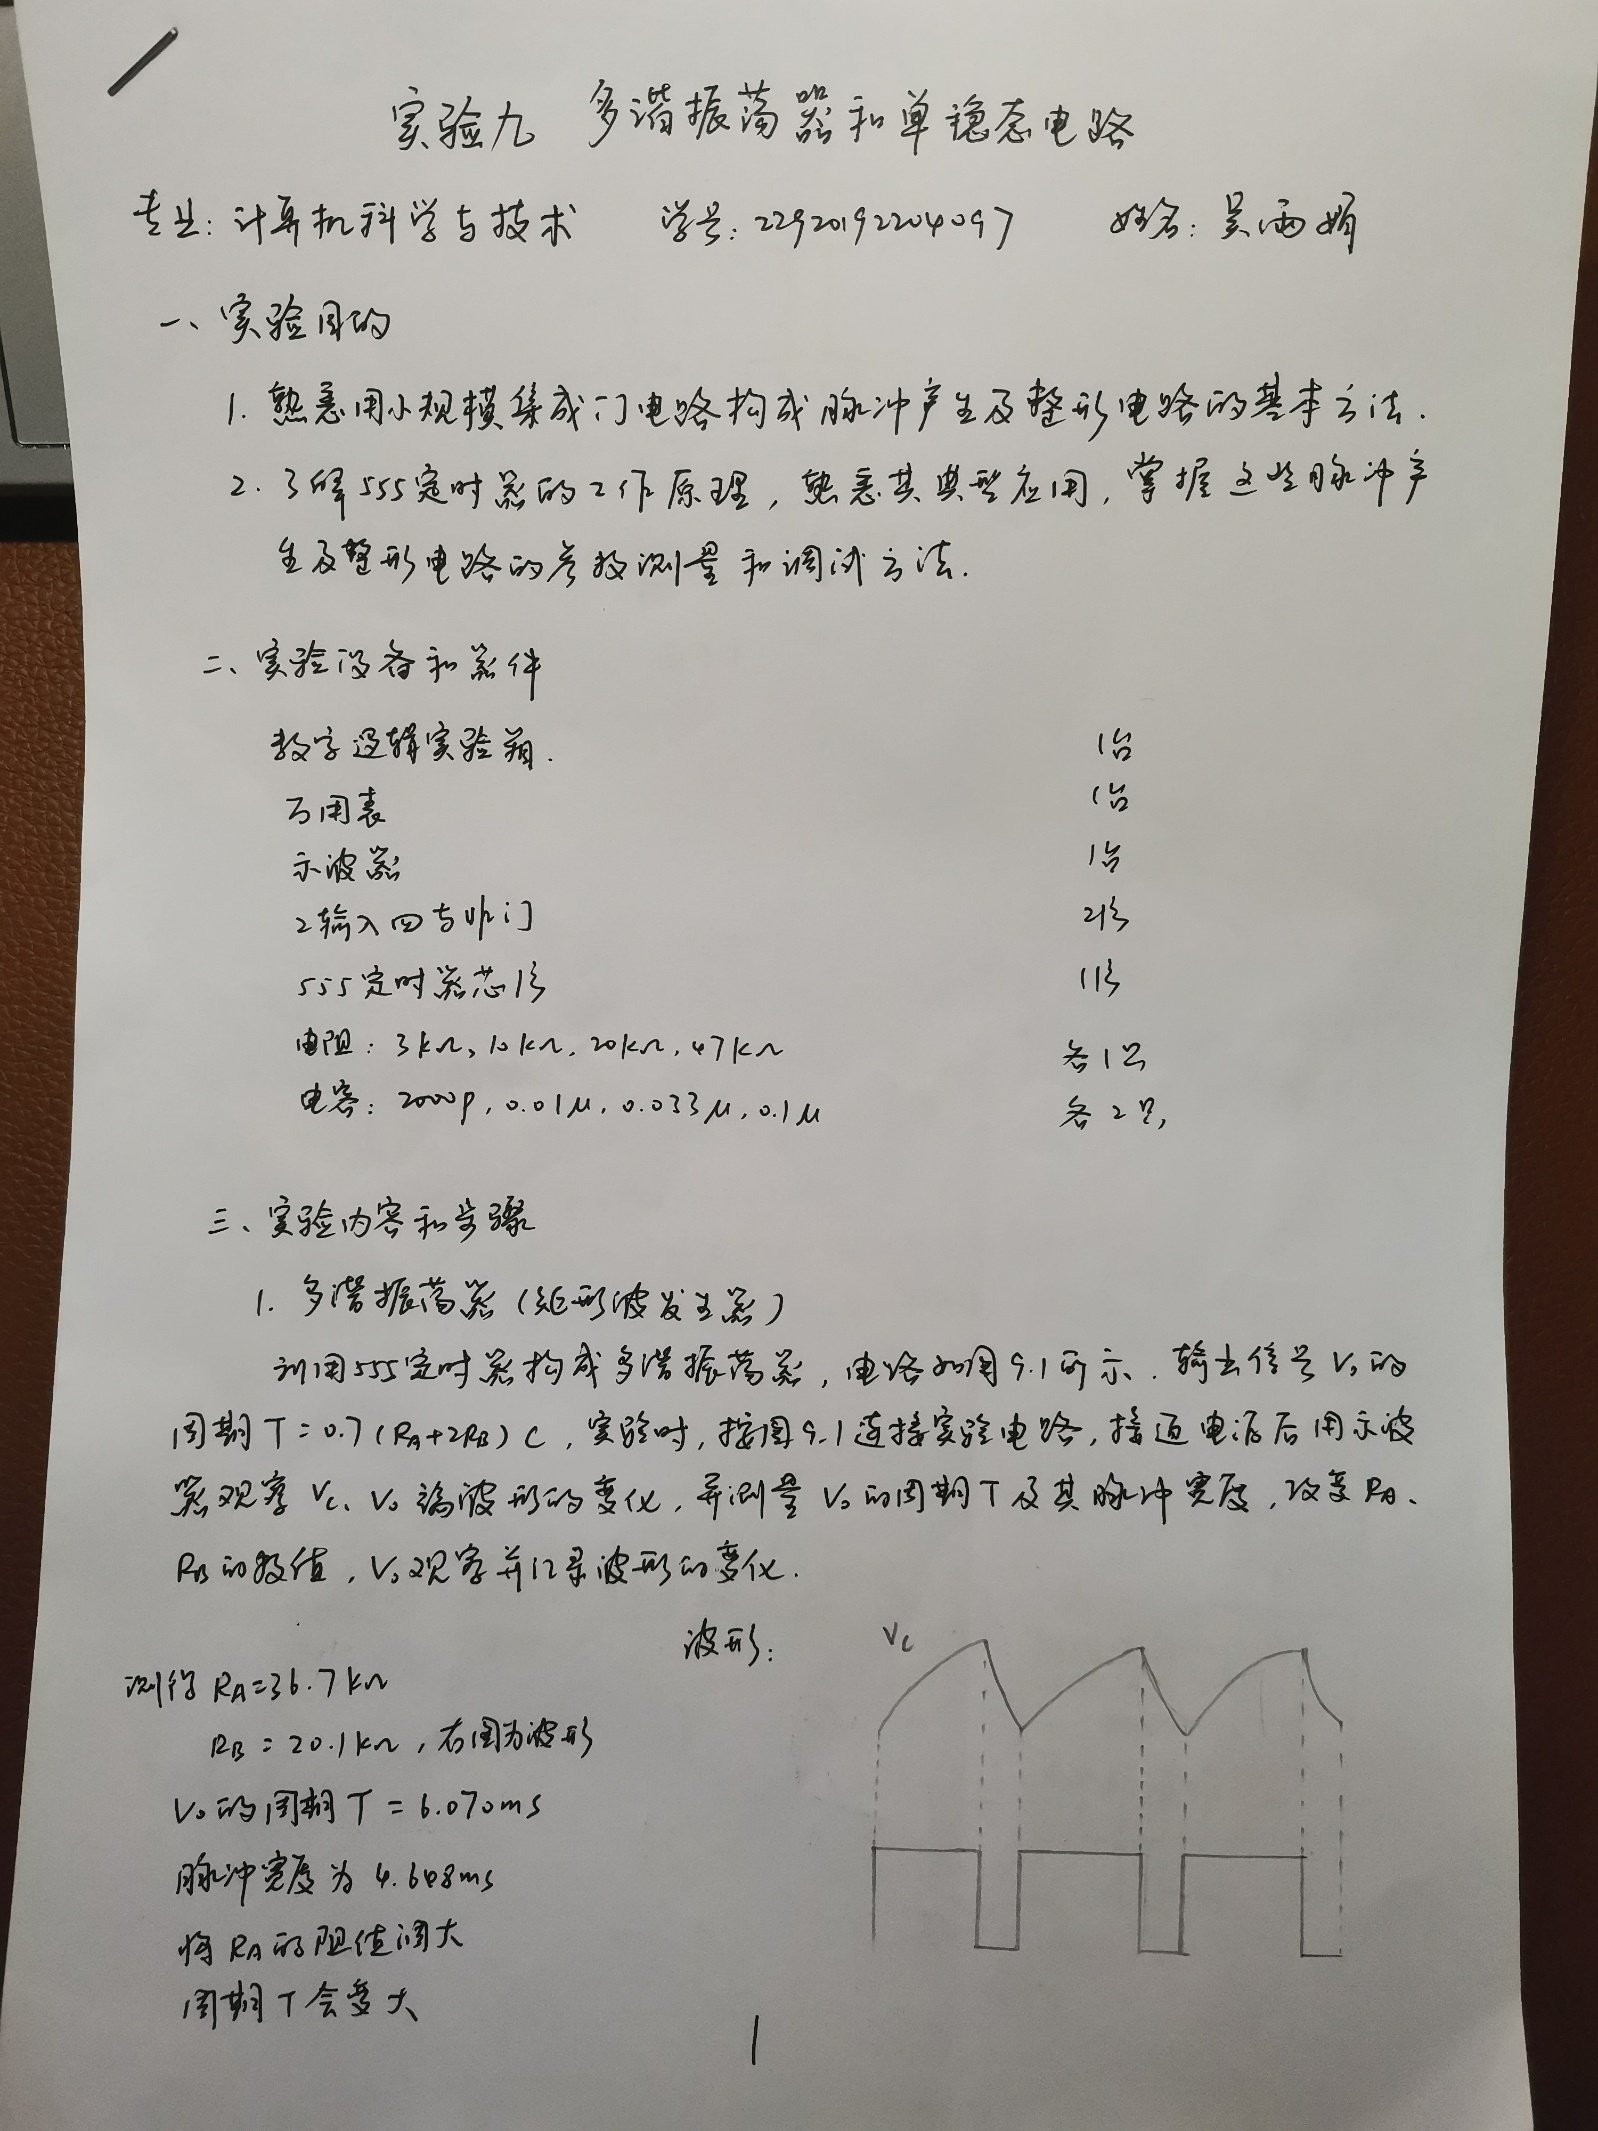 实验九 多谐振荡器和单稳态电路
专业：计算机科学与技术 学号：22920192204097 姓名：吴雨娟
一、实验目的
1. 熟悉用小规模集成门电路构成脉冲产生及整形电路的基本方法.
2. 了解555定时器的工作原理，熟悉其典型应用，掌握这些脉冲产
生及整形电路的参数测量和调试方法.
二、实验设备和器件
数字逻辑实验箱. 1台
万用表 1台
示波器 1台
2输入四与非门 2片
555定时器芯片 1片
电阻：3kΩ、10kΩ、20kΩ、47kΩ 各1只
电容：2000p，0.01μ，0.033μ，0.1μ 各2只，
三、实验内容和步骤
1. 多谐振荡器（矩形波发生器）
利用555定时器构成多谐振荡器，电路如图9.1所示．输出信号Vo的
周期T=0.7(RA+2RB)C，实验时，按图9.1连接实验电路，接通电源后用示波
器观察Vc、Vo端波形的变化，并测量Vo的周期T及其脉冲宽度，改变RA、
RB的数值，Vo观察并记录波形的变化.
波形： Vc
测得RA=36.7kΩ
RB=20.1kΩ，右图为波形
Vo的周期T=6.070ms
脉冲宽度为4.648ms
将RA的阻值调大
周期T会变大
1